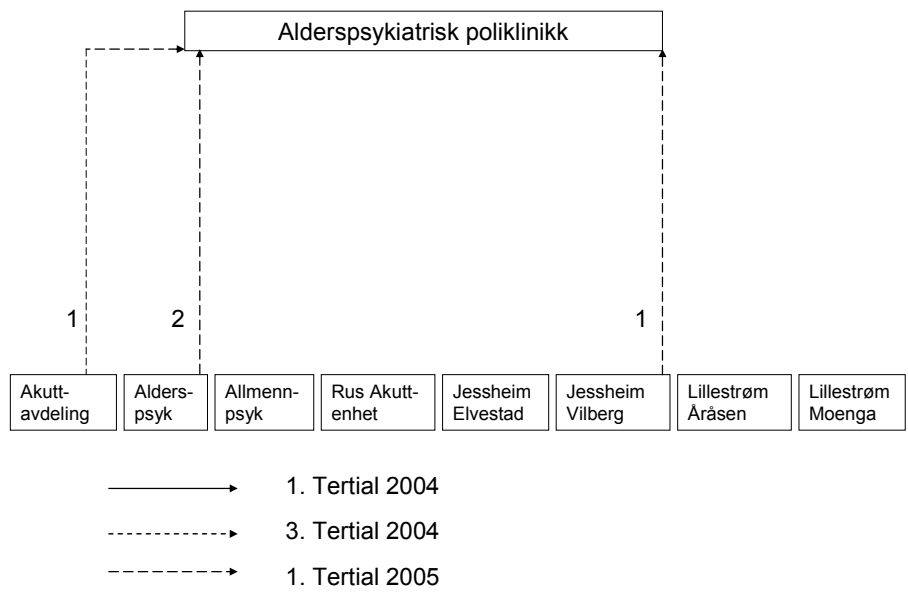 Alderspsykiatrisk poliklinikk
1
2
1
Akutt-
avdeling
Alders-
psyk
Allmenn-
psyk
Rus Akutt-
enhet
Jessheim
Elvestad
Jessheim
Vilberg
Lillestrøm
Åråsen
Lillestrøm
Moenga
1. Tertial 2004
3. Tertial 2004
1. Tertial 2005